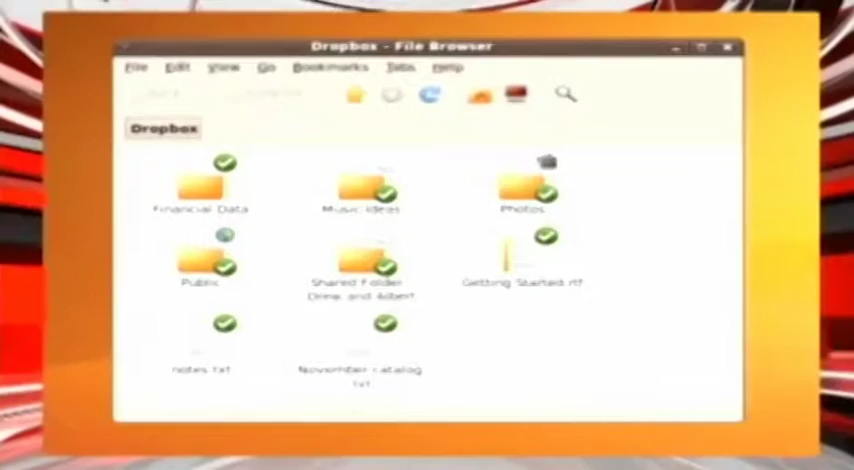 Dropbox - File Browser
File Edit View Go Bookmarks Tabs Help
Dropbox
Financial Data Music Ideas Photos
Public Shared Folder Getting Started.rtf
Drew and Albert
notes.txt November catalog
.txt